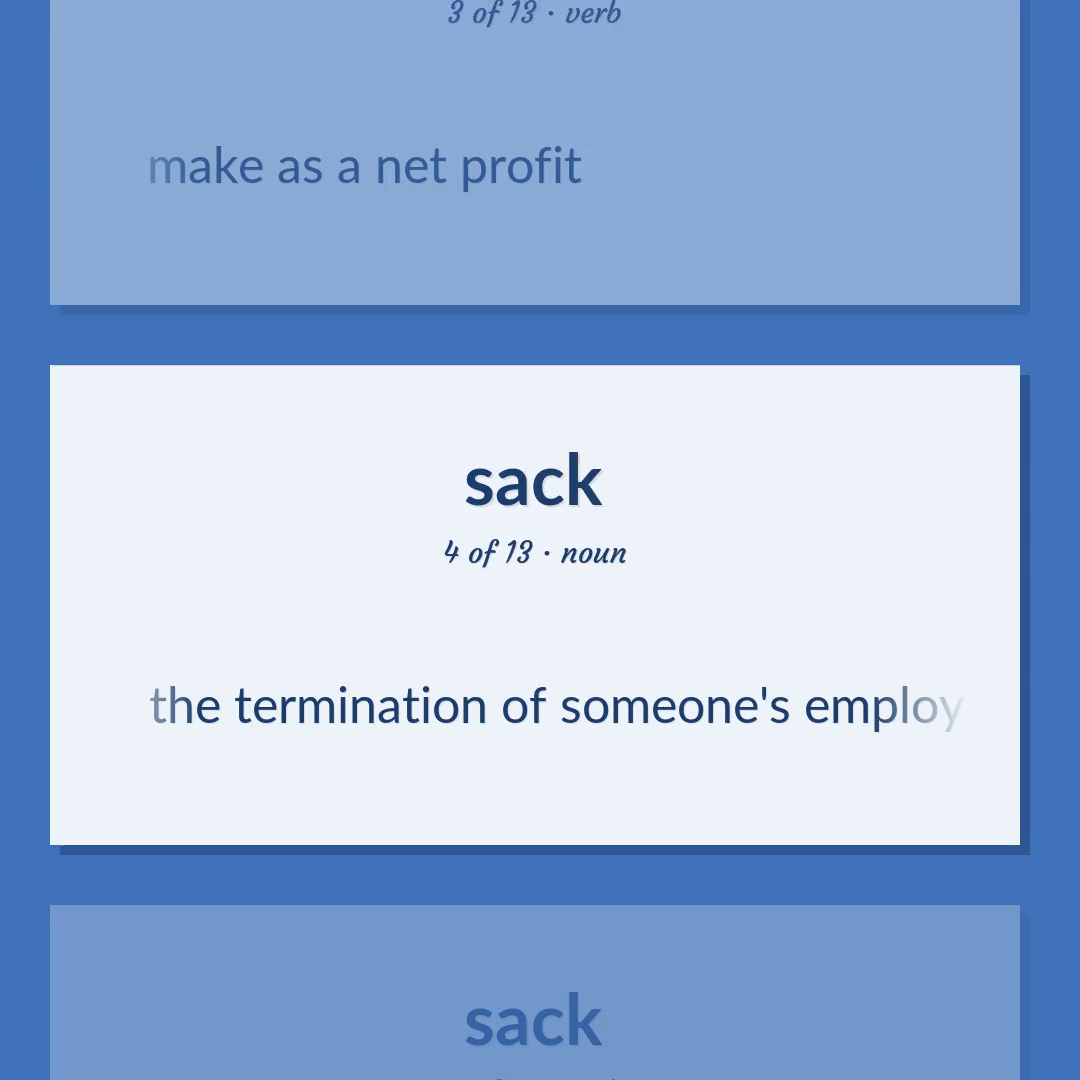 3 of 13 · verb
make as a net profit
sack
4 of 13 · noun
the termination of someone's employ
sack